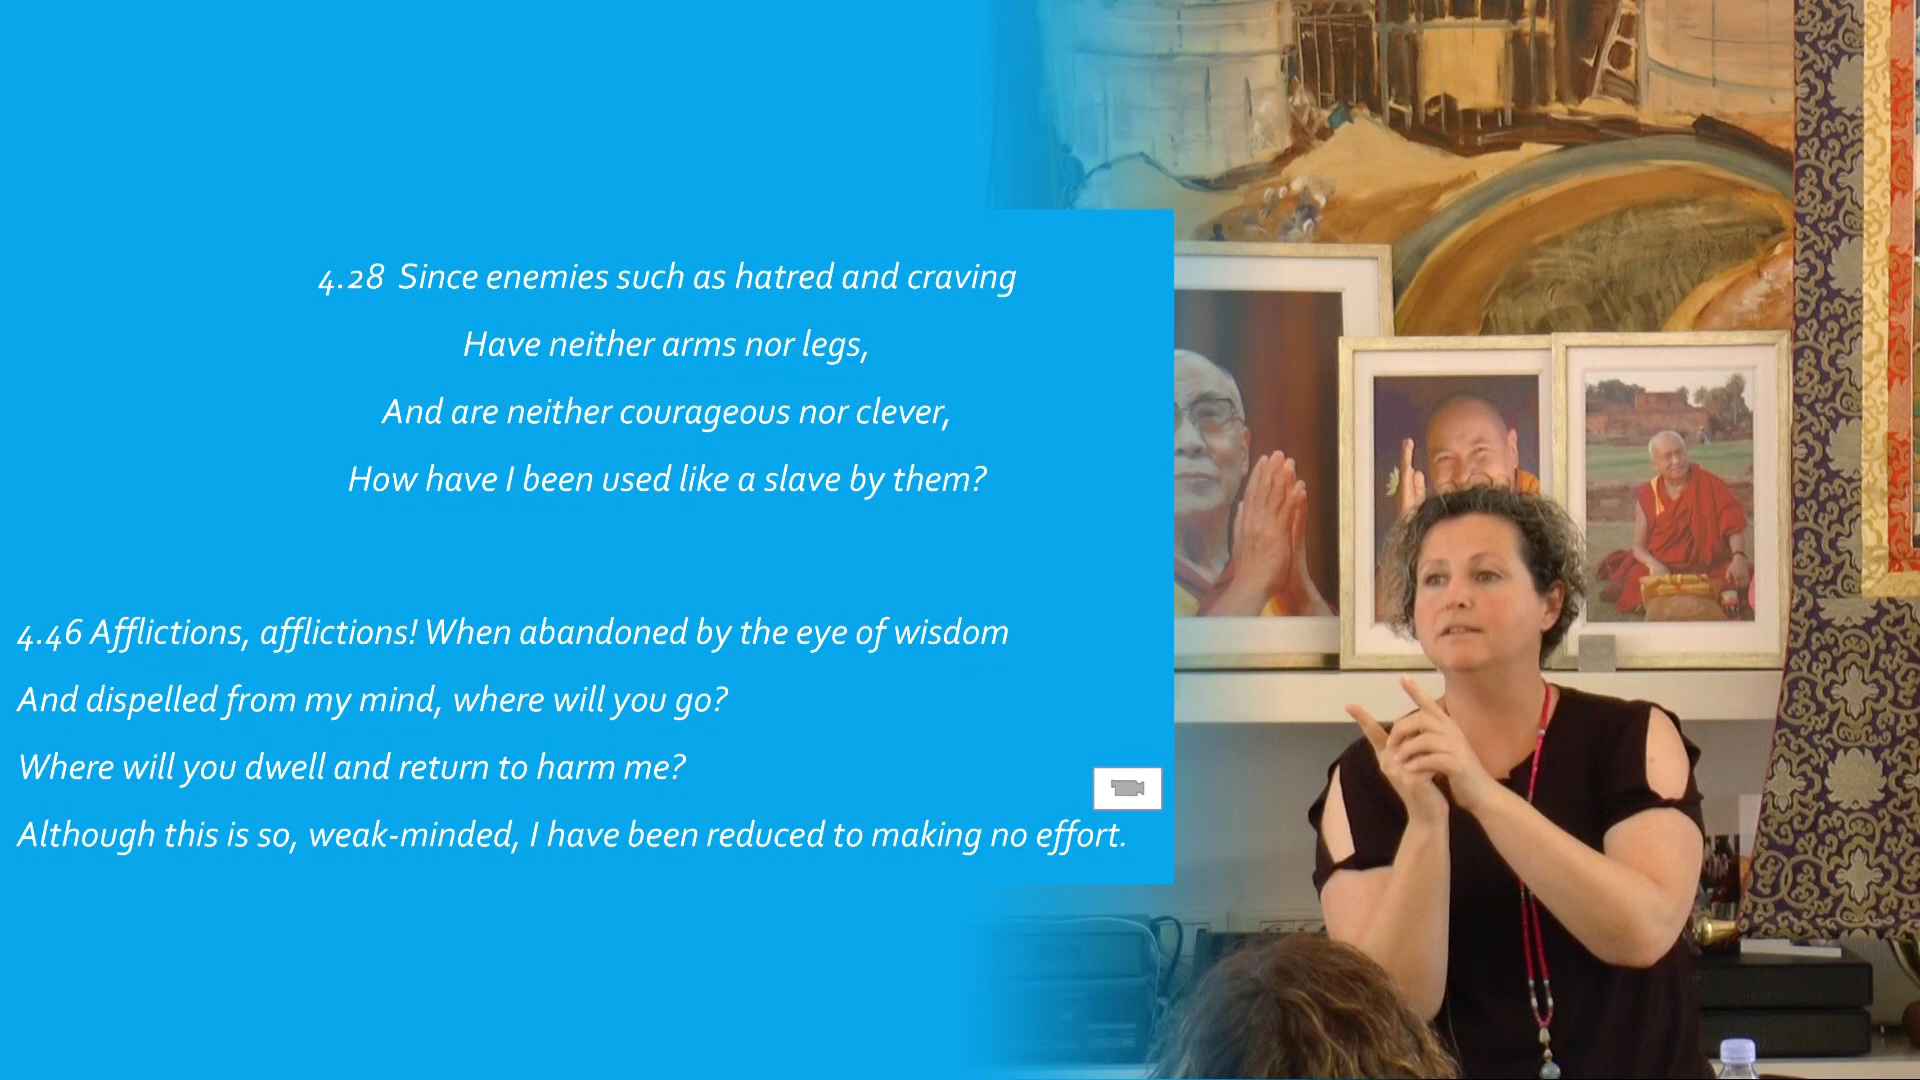 4.28 Since enemies such as hatred and craving
Have neither arms nor legs,
And are neither courageous nor clever,
How have I been used like a slave by them?
4.46 Afflictions, afflictions! When abandoned by the eye of wisdom
And dispelled from my mind, where will you go?
Where will you dwell and return to harm me?
Although this is so, weak-minded, I have been reduced to making no effort.